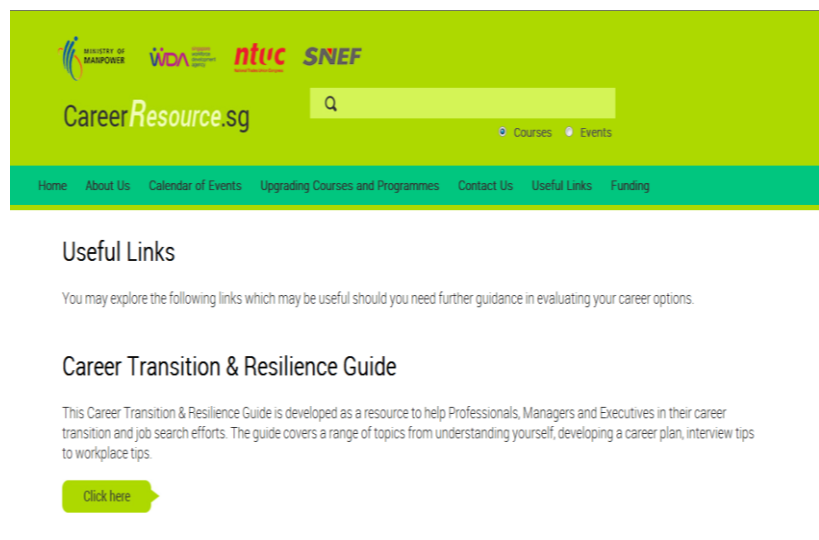 MINISTRY OF
MANPOWER
WDA singapore workforce development agency
ntuc
SNEF
CareerResource.sg
Courses Events
Home About Us Calendar of Events Upgrading Courses and Programmes Contact Us Useful Links Funding
Useful Links
You may explore the following links which may be useful should you need further guidance in evaluating your career options.
Career Transition & Resilience Guide
This Career Transition & Resilience Guide is developed as a resource to help Professionals, Managers and Executives in their career
transition and job search efforts. The guide covers a range of topics from understanding yourself, developing a career plan, interview tips
to workplace tips.
Click here